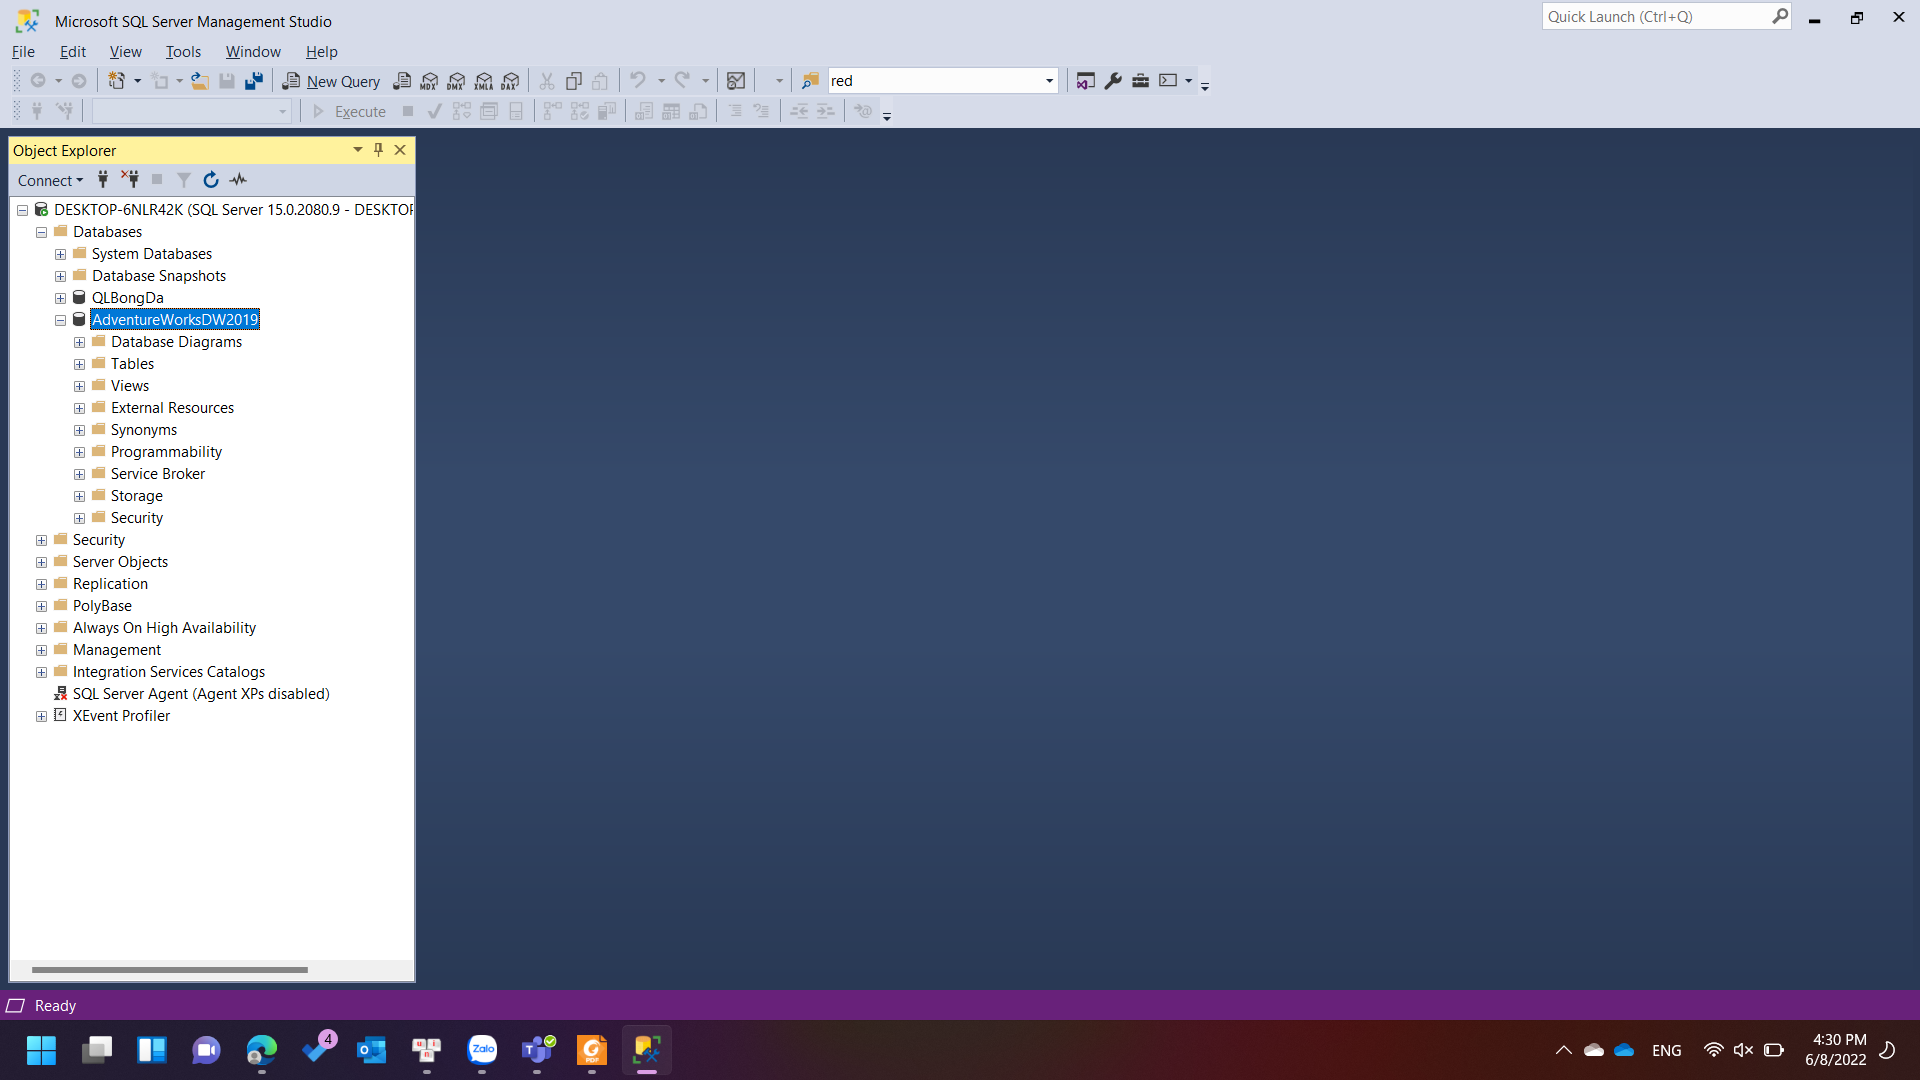 Microsoft SQL Server Management Studio
Quick Launch (Ctrl+Q)
File Edit View Tools Window Help
New Query MDX DMX XMLA DAX red
Execute
Object Explorer
Connect
DESKTOP-6NLR42K (SQL Server 15.0.2080.9 - DESKTOP
Databases
System Databases
Database Snapshots
QLBongDa
AdventureWorksDW2019
Database Diagrams
Tables
Views
External Resources
Synonyms
Programmability
Service Broker
Storage
Security
Security
Server Objects
Replication
PolyBase
Always On High Availability
Management
Integration Services Catalogs
SQL Server Agent (Agent XPs disabled)
XEvent Profiler
Ready
4
Zalo
PDF
ENG
4:30 PM
6/8/2022